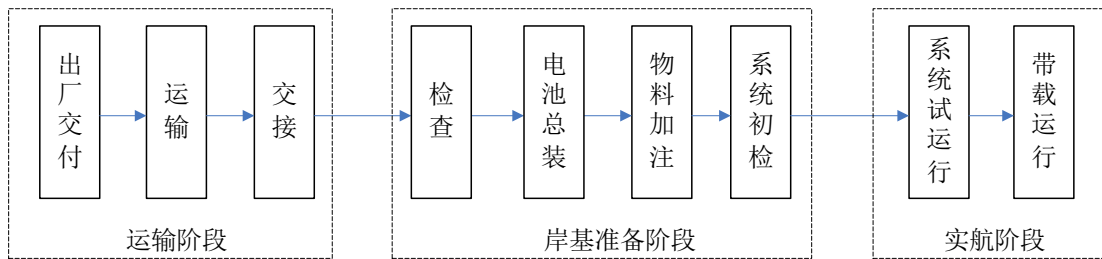 出厂交付
运输
交接
检查
电池总装
物料加注
系统初检
系统试运行
带载运行
运输阶段
岸基准备阶段
实航阶段